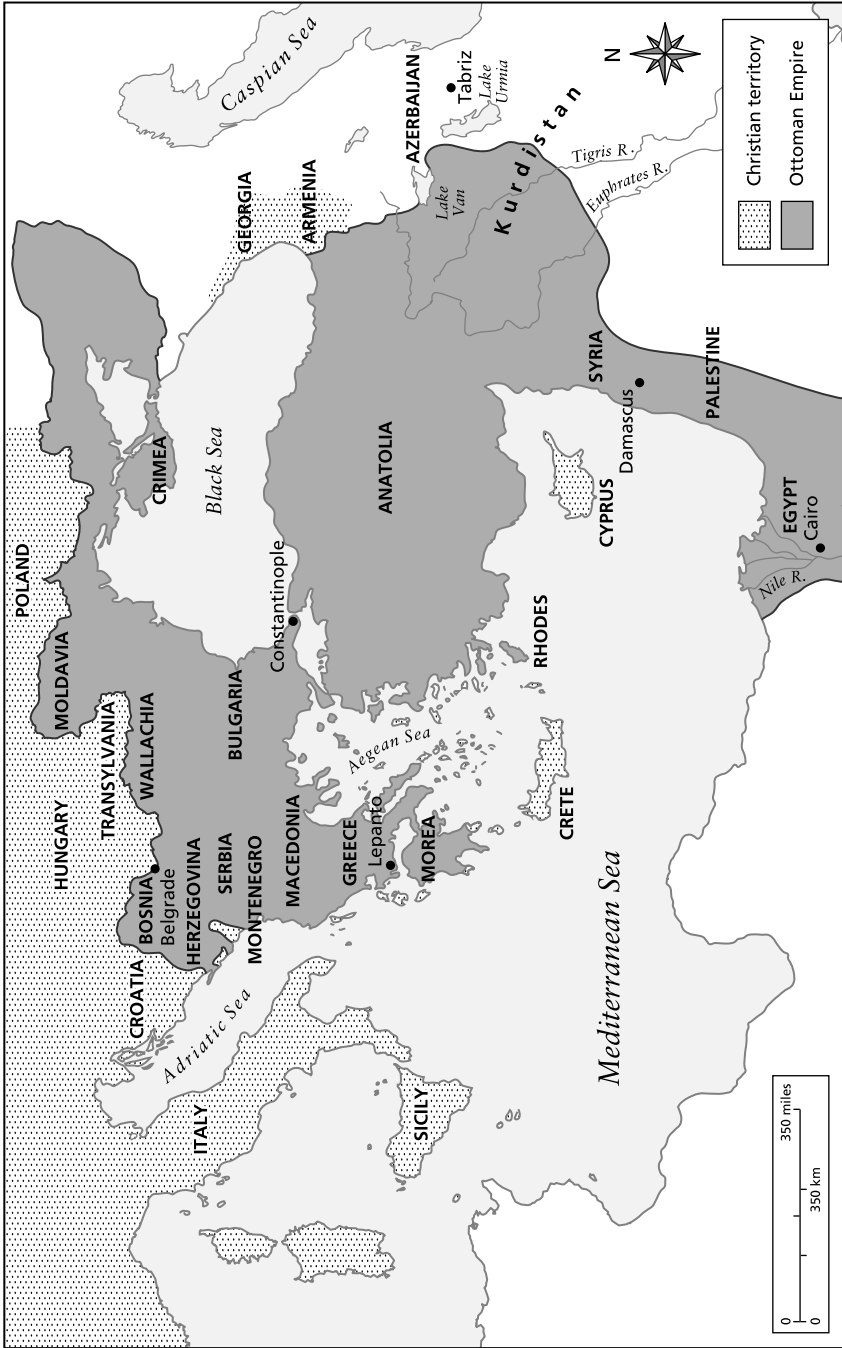 POLAND
HUNGARY
MOLDAVIA
TRANSYLVANIA
WALLACHIA
CRIMEA
CROATIA
BOSNIA
Belgrade
HERZEGOVINA
SERBIA
MONTENEGRO
BULGARIA
MACEDONIA
GREECE
Lepanto
MOREA
Constantinople
Black Sea
Caspian Sea
GEORGIA
ARMENIA
AZERBAIJAN
Tabriz
Lake
Urmia
Lake
Van
Kurdistan
Tigris R.
Euphrates R.
ANATOLIA
Adriatic Sea
ITALY
SICILY
Aegean Sea
RHODES
CRETE
CYPRUS
SYRIA
Damascus
PALESTINE
Mediterranean Sea
EGYPT
Cairo
Nile R.
N
Christian territory
Ottoman Empire
0 350 miles
0 350 km